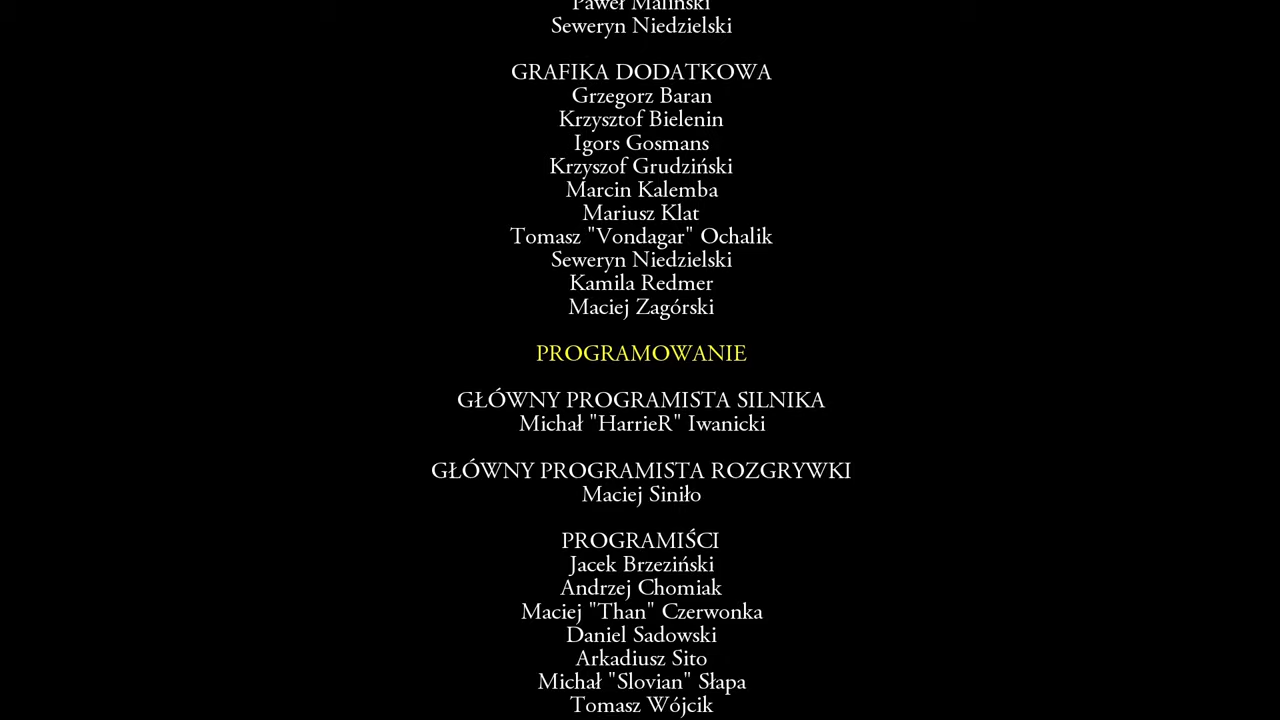 Paweł Maliński
Seweryn Niedzielski
GRAFIKA DODATKOWA
Grzegorz Baran
Krzysztof Bielenin
Igors Gosmans
Krzyszof Grudziński
Marcin Kalemba
Mariusz Klat
Tomasz "Vondagar" Ochalik
Seweryn Niedzielski
Kamila Redmer
Maciej Zagórski
PROGRAMOWANIE
GŁÓWNY PROGRAMISTA SILNIKA
Michał "HarrieR" Iwanicki
GŁÓWNY PROGRAMISTA ROZGRYWKI
Maciej Siniło
PROGRAMIŚCI
Jacek Brzeziński
Andrzej Chomiak
Maciej "Than" Czerwonka
Daniel Sadowski
Arkadiusz Sito
Michał "Slovian" Słapa
Tomasz Wójcik